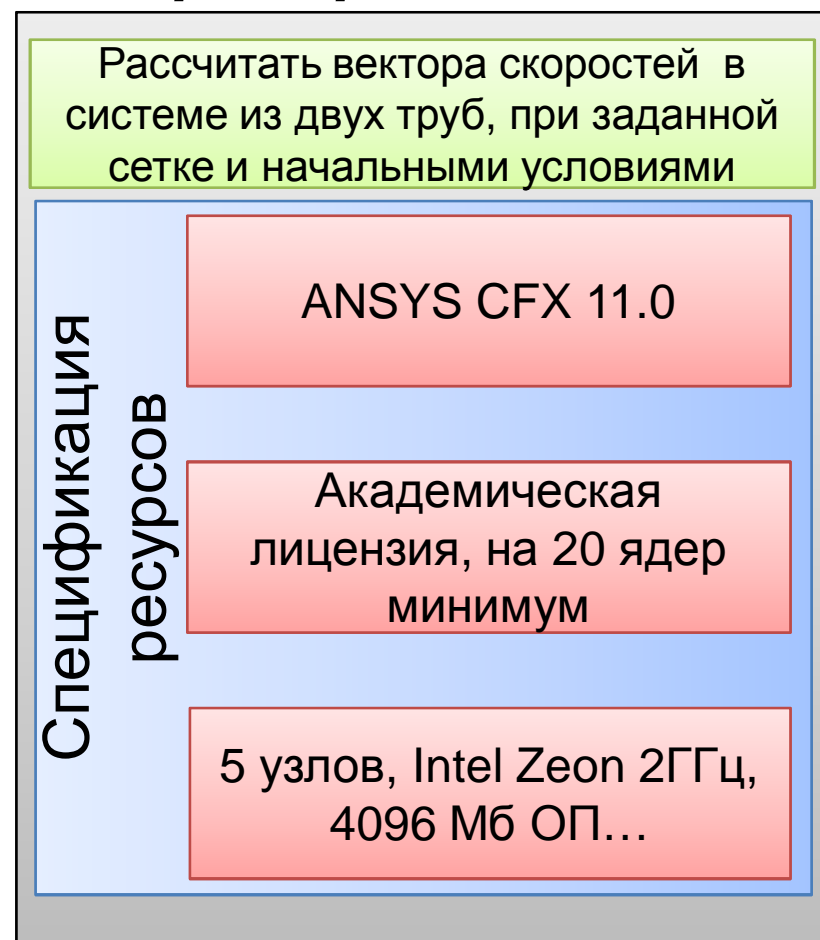 Рассчитать вектора скоростей в
системе из двух труб, при заданной
сетке и начальными условиями
Спецификация
ресурсов
ANSYS CFX 11.0
Академическая
лицензия, на 20 ядер
минимум
5 узлов, Intel Zeon 2ГГц,
4096 Мб ОП…